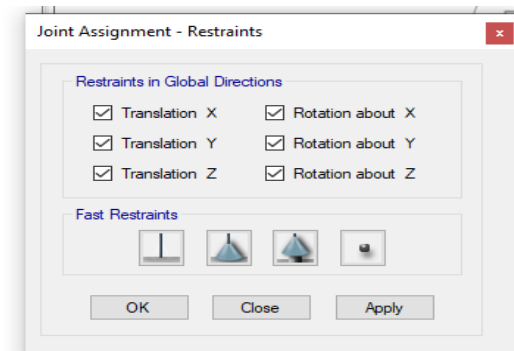 Joint Assignment - Restraints
Restraints in Global Directions
Translation X Rotation about X
Translation Y Rotation about Y
Translation Z Rotation about Z
Fast Restraints
OK Close Apply